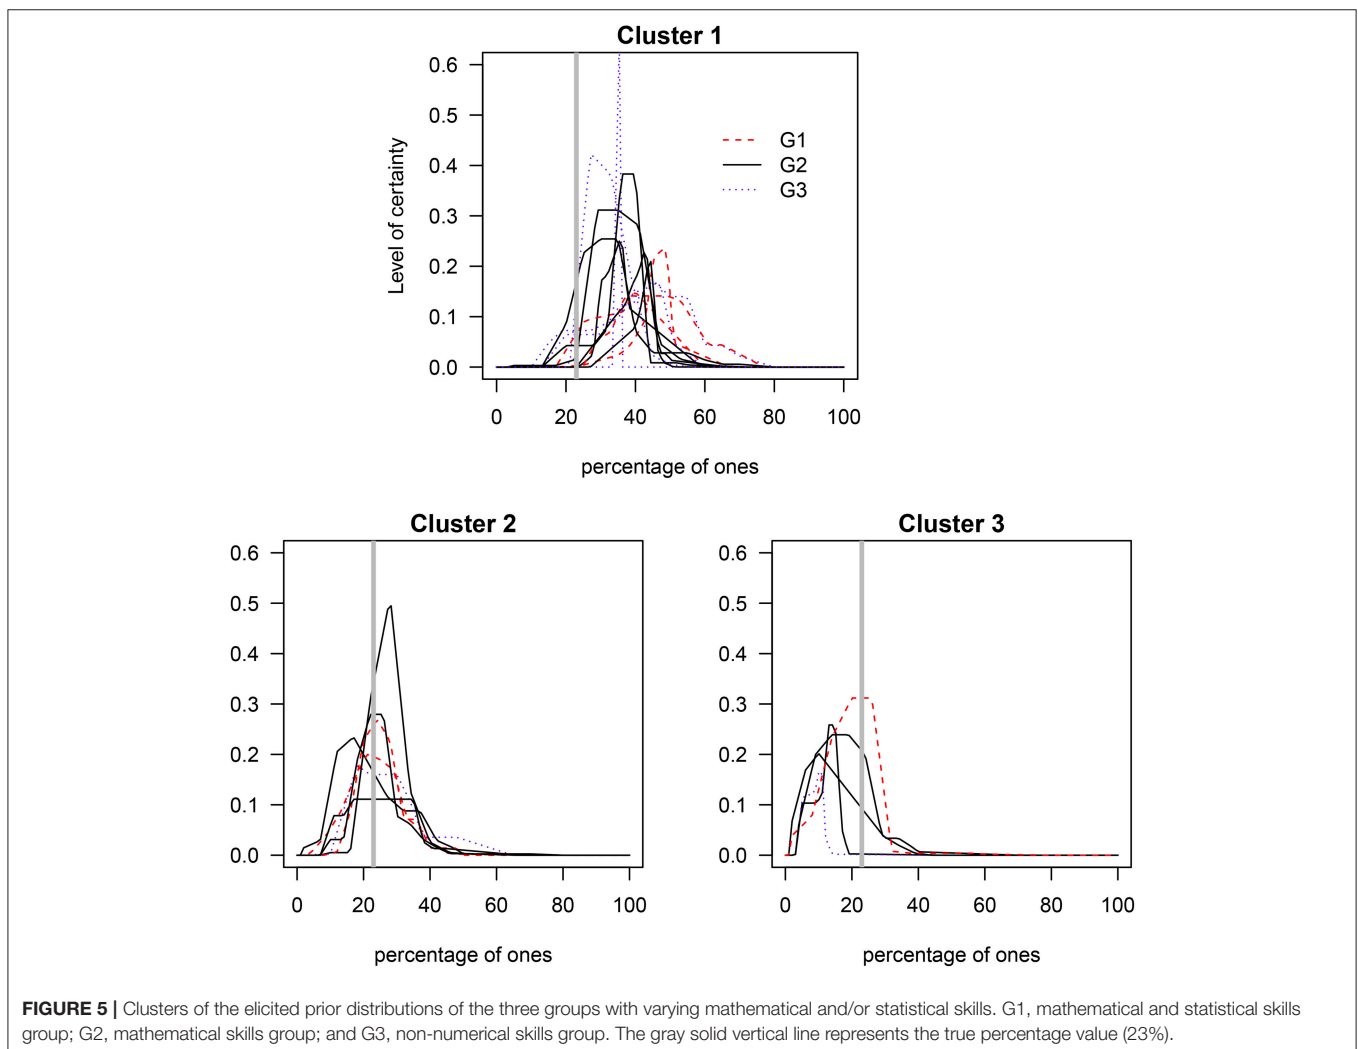 Cluster 1
Level of certainty
0.6
0.5
0.4
0.3
0.2
0.1
0.0
G1
G2
G3
0 20 40 60 80 100
percentage of ones
Cluster 2
0.6
0.5
0.4
0.3
0.2
0.1
0.0
0 20 40 60 80 100
percentage of ones
Cluster 3
0.6
0.5
0.4
0.3
0.2
0.1
0.0
0 20 40 60 80 100
percentage of ones
FIGURE 5 | Clusters of the elicited prior distributions of the three groups with varying mathematical and/or statistical skills. G1, mathematical and statistical skills
group; G2, mathematical skills group; and G3, non-numerical skills group. The gray solid vertical line represents the true percentage value (23%).